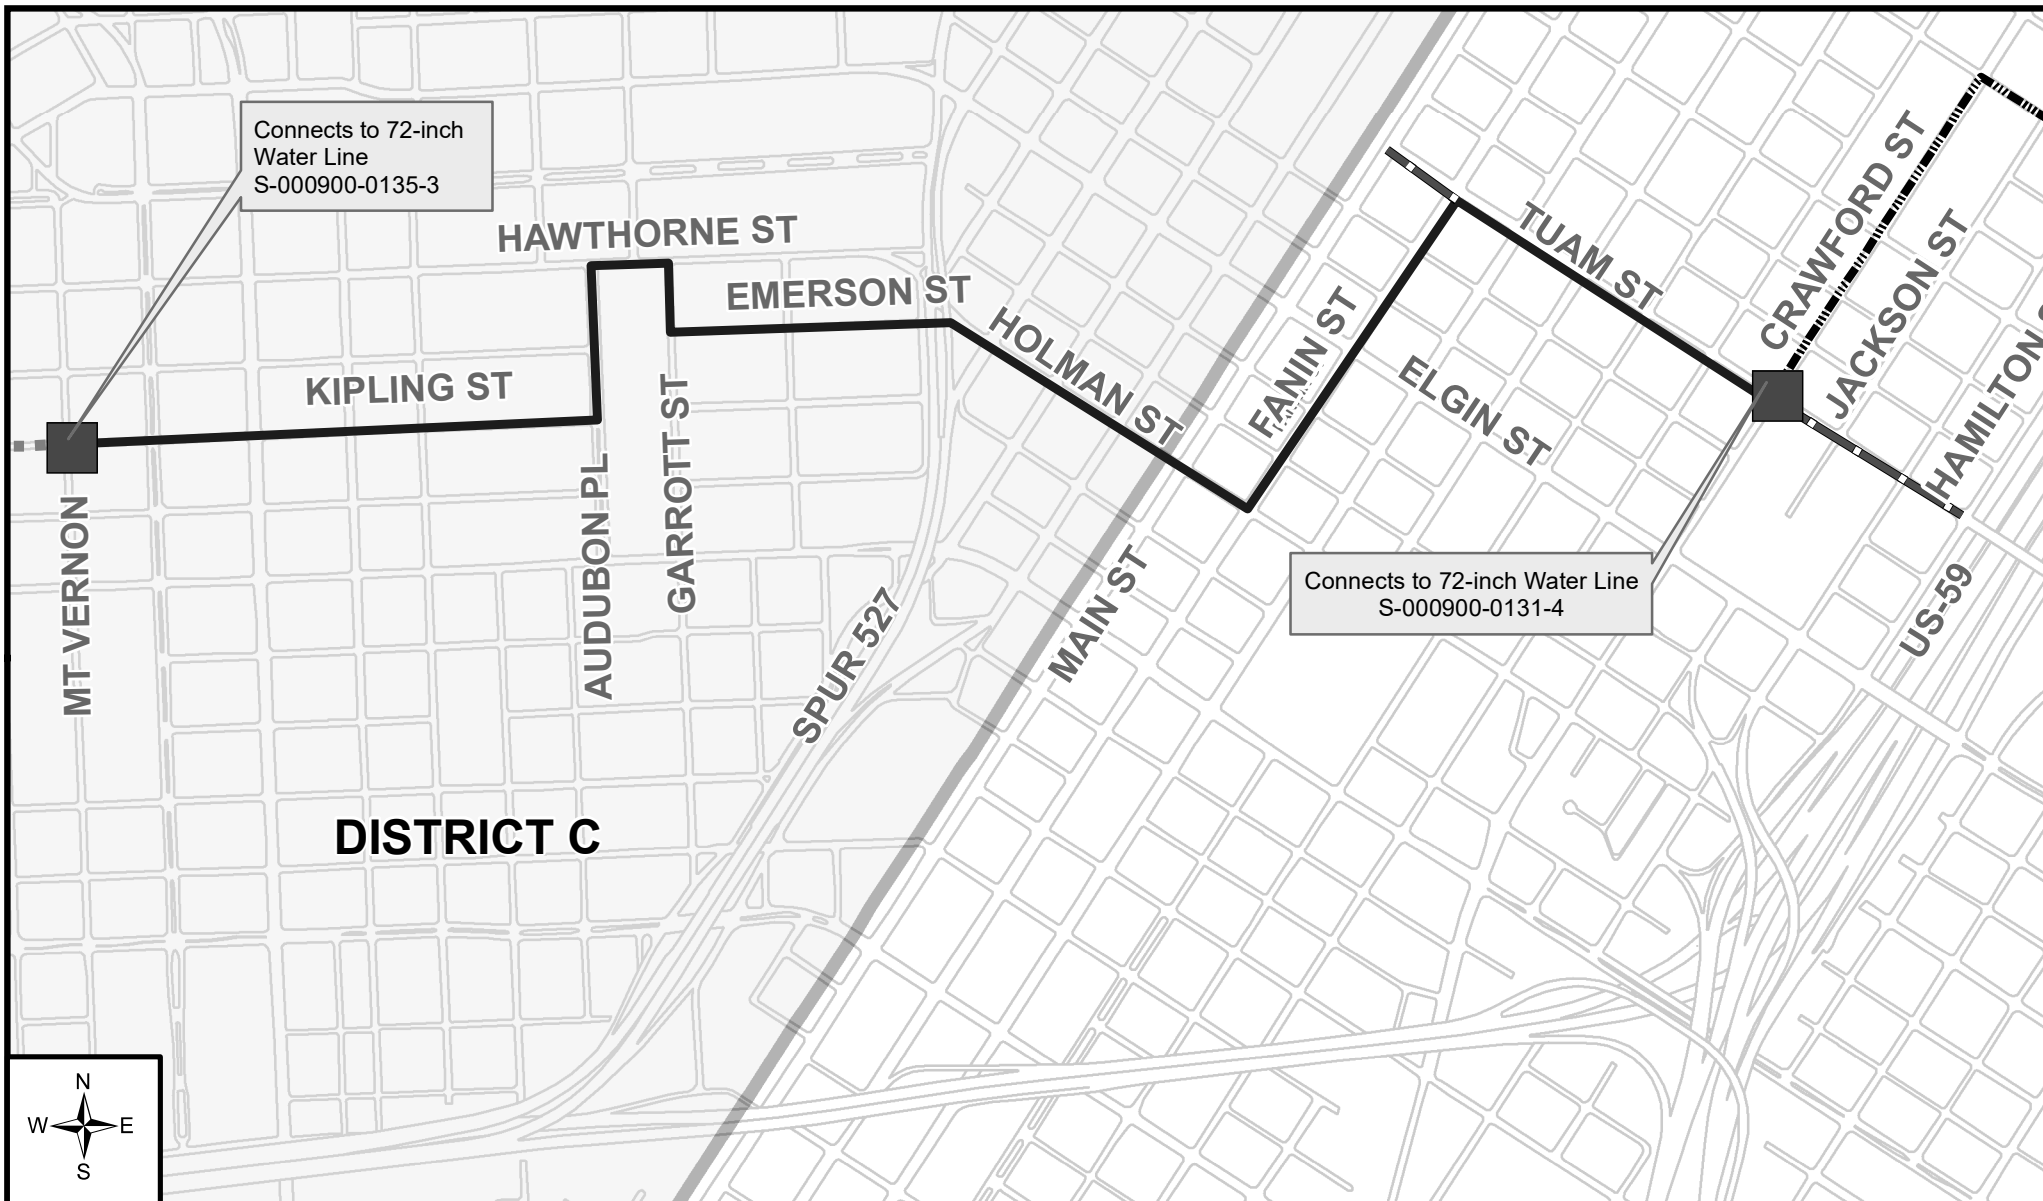 Connects to 72-inch
Water Line
S-000900-0135-3
HAWTHORNE ST
EMERSON ST
KIPLING ST
HOLMAN ST
FANIN ST
TUAM ST
ELGIN ST
CRAWFORD ST
JACKSON ST
HAMILTON S
MT VERNON
AUDUBON PL
GARROTT ST
SPUR 527
MAIN ST
Connects to 72-inch Water Line
S-000900-0131-4
US-59
DISTRICT C
N
W
E
S